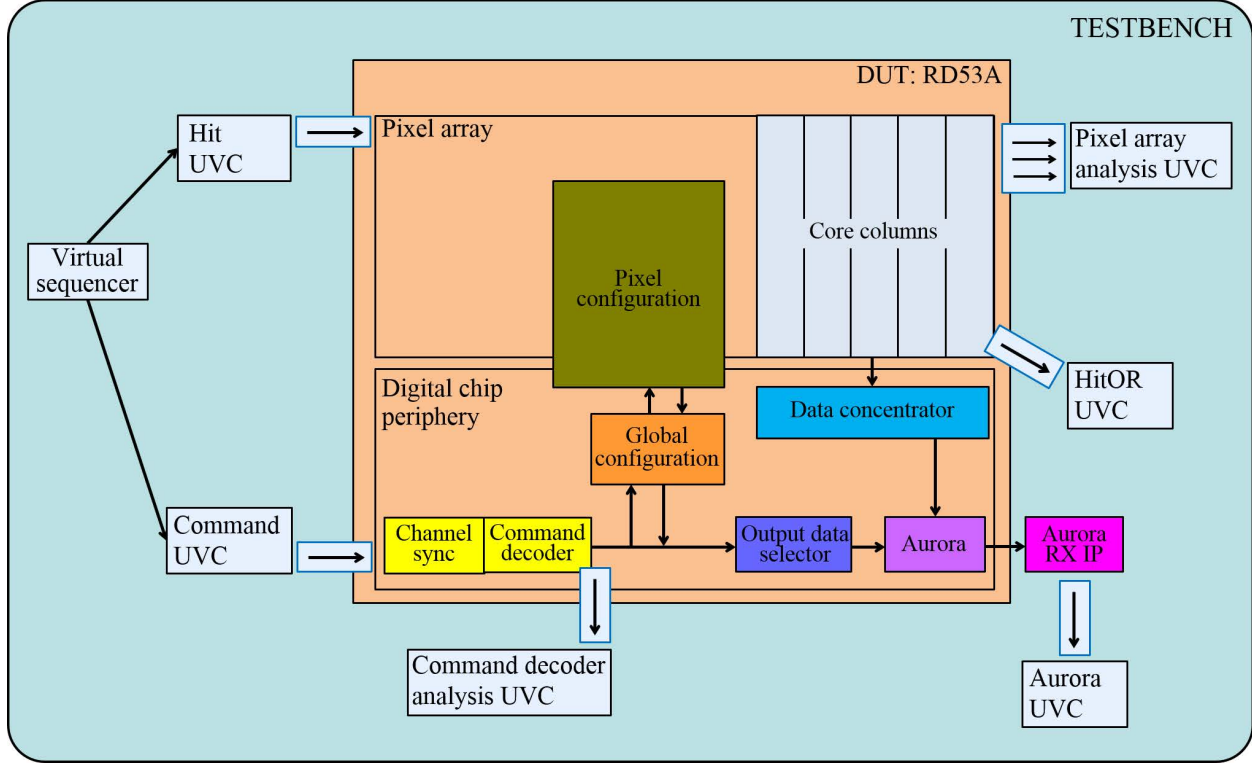 TESTBENCH
DUT: RD53A
Hit
UVC
Pixel array
Pixel array
analysis UVC
Core columns
Virtual
sequencer
Pixel
configuration
HitOR
UVC
Digital chip
periphery
Data concentrator
Global
configuration
Command
UVC
Channel
sync
Command
decoder
Output data
selector
Aurora
Aurora
RX IP
Command decoder
analysis UVC
Aurora
UVC